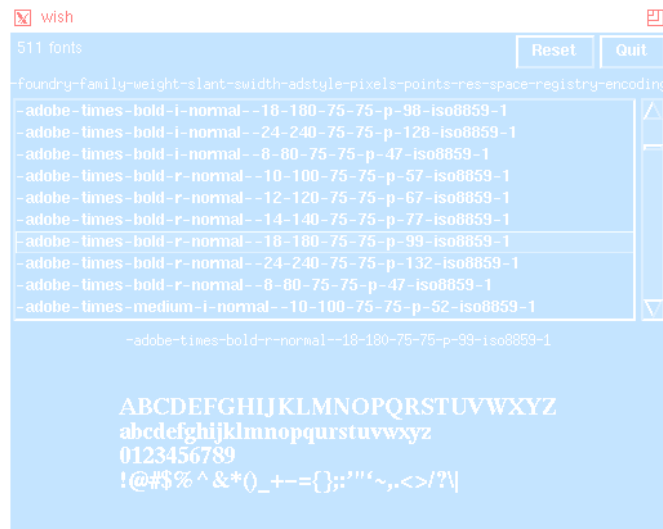 wish
511 fonts
Reset Quit
-foundry-family-weight-slant-swidth-adstyle-pixels-points-res-space-registry-encoding
-adobe-times-bold-i-normal--18-180-75-75-p-98-iso8859-1
-adobe-times-bold-i-normal--24-240-75-75-p-128-iso8859-1
-adobe-times-bold-i-normal--8-80-75-75-p-47-iso8859-1
-adobe-times-bold-r-normal--10-100-75-75-p-57-iso8859-1
-adobe-times-bold-r-normal--12-120-75-75-p-67-iso8859-1
-adobe-times-bold-r-normal--14-140-75-75-p-77-iso8859-1
-adobe-times-bold-r-normal--18-180-75-75-p-99-iso8859-1
-adobe-times-bold-r-normal--24-240-75-75-p-132-iso8859-1
-adobe-times-bold-r-normal--8-80-75-75-p-47-iso8859-1
-adobe-times-medium-i-normal--10-100-75-75-p-52-iso8859-1
-adobe-times-bold-r-normal--18-180-75-75-p-99-iso8859-1
ABCDEFGHIJKLMNOPQRSTUVWXYZ
abcdefghijklmnopqurstuvwxyz
0123456789
!@#$%^&*()_+-={};:'"‘~,.<>/?\|